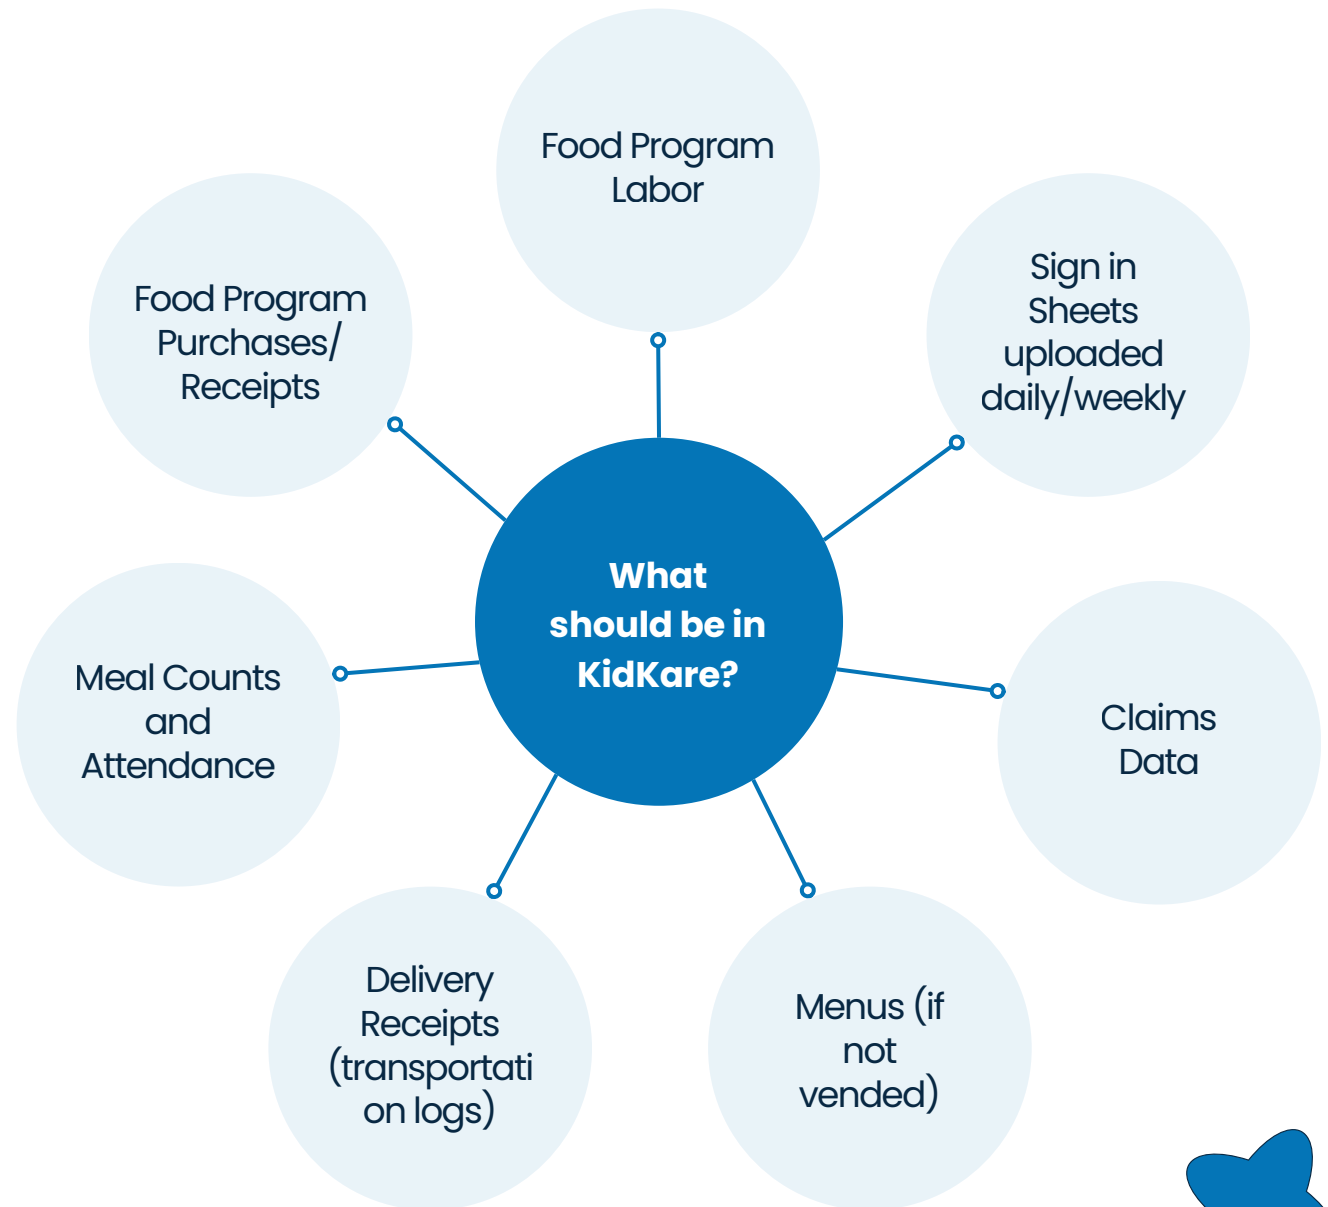 Food Program
Labor
Sign in
Sheets
uploaded
daily/weekly
Food Program
Purchases/
Receipts
What
should be in
KidKare?
Meal Counts
and
Attendance
Claims
Data
Delivery
Receipts
(transportati
on logs)
Menus (if
not
vended)